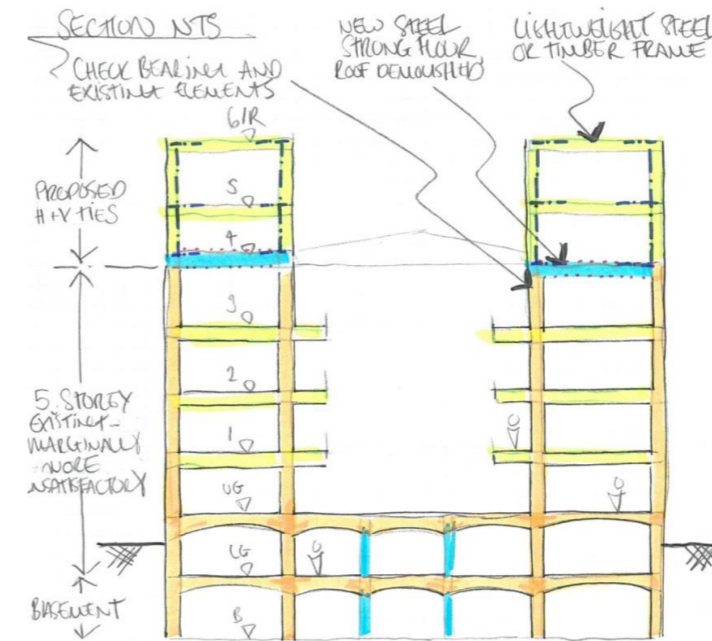 SECTION NTS
CHECK BEARING AND
EXISTING ELEMENTS
NEW STEEL
STRONG FLOOR,
ROOF DEMOLISHED
LIGHTWEIGHT STEEL
OR TIMBER FRAME
6/R
5
4
PROPOSED
H+V TIES
3
2
1
5 STOREY
EXISTING -
MARGINALLY
MORE
UG
LG
BASEMENT
B